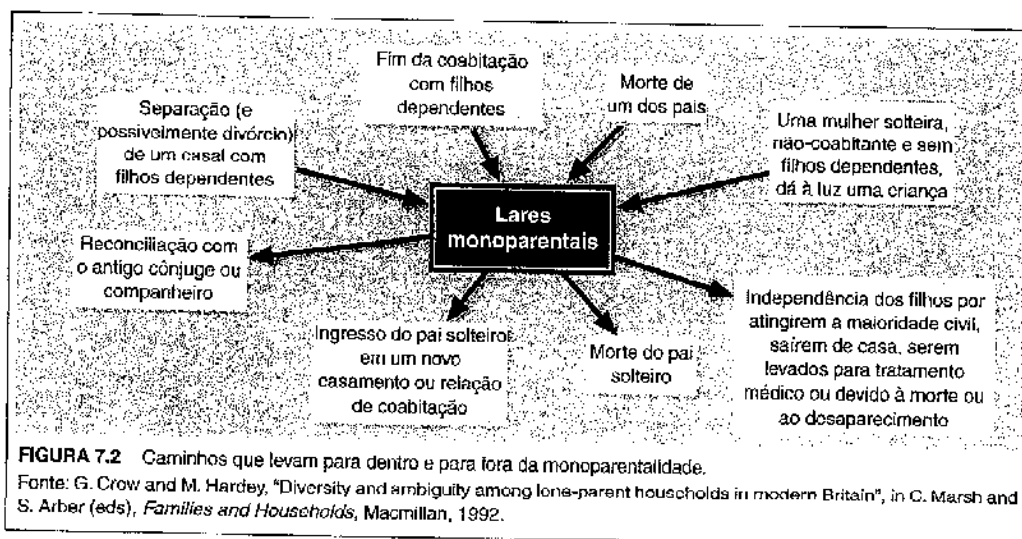 Fim da coabitação
com filhos
dependentes
Morte de
um dos pais
Separação (e
possivelmente divórcio)
de um casal com
filhos dependentes
Uma mulher solteira,
não-coabitante e sem
filhos dependentes,
dá à luz uma criança
Lares
monoparentais
Reconciliação com
o antigo cônjuge ou
companheiro
Ingresso do pai solteiro
em um novo
casamento ou relação
de coabitação
Morte do pai
solteiro
Independência dos filhos por
atingirem a maioridade civil,
saírem de casa, serem
levados para tratamento
médico ou devido à morte ou
ao desaparecimento
FIGURA 7.2 Caminhos que levam para dentro e para fora da monoparentalidade.
Fonte: G. Crow and M. Hardey, "Diversity and ambiguity among lone-parent households in modern Britain", in C. Marsh and
S. Arber (eds), Families and Households, Macmillan, 1992.